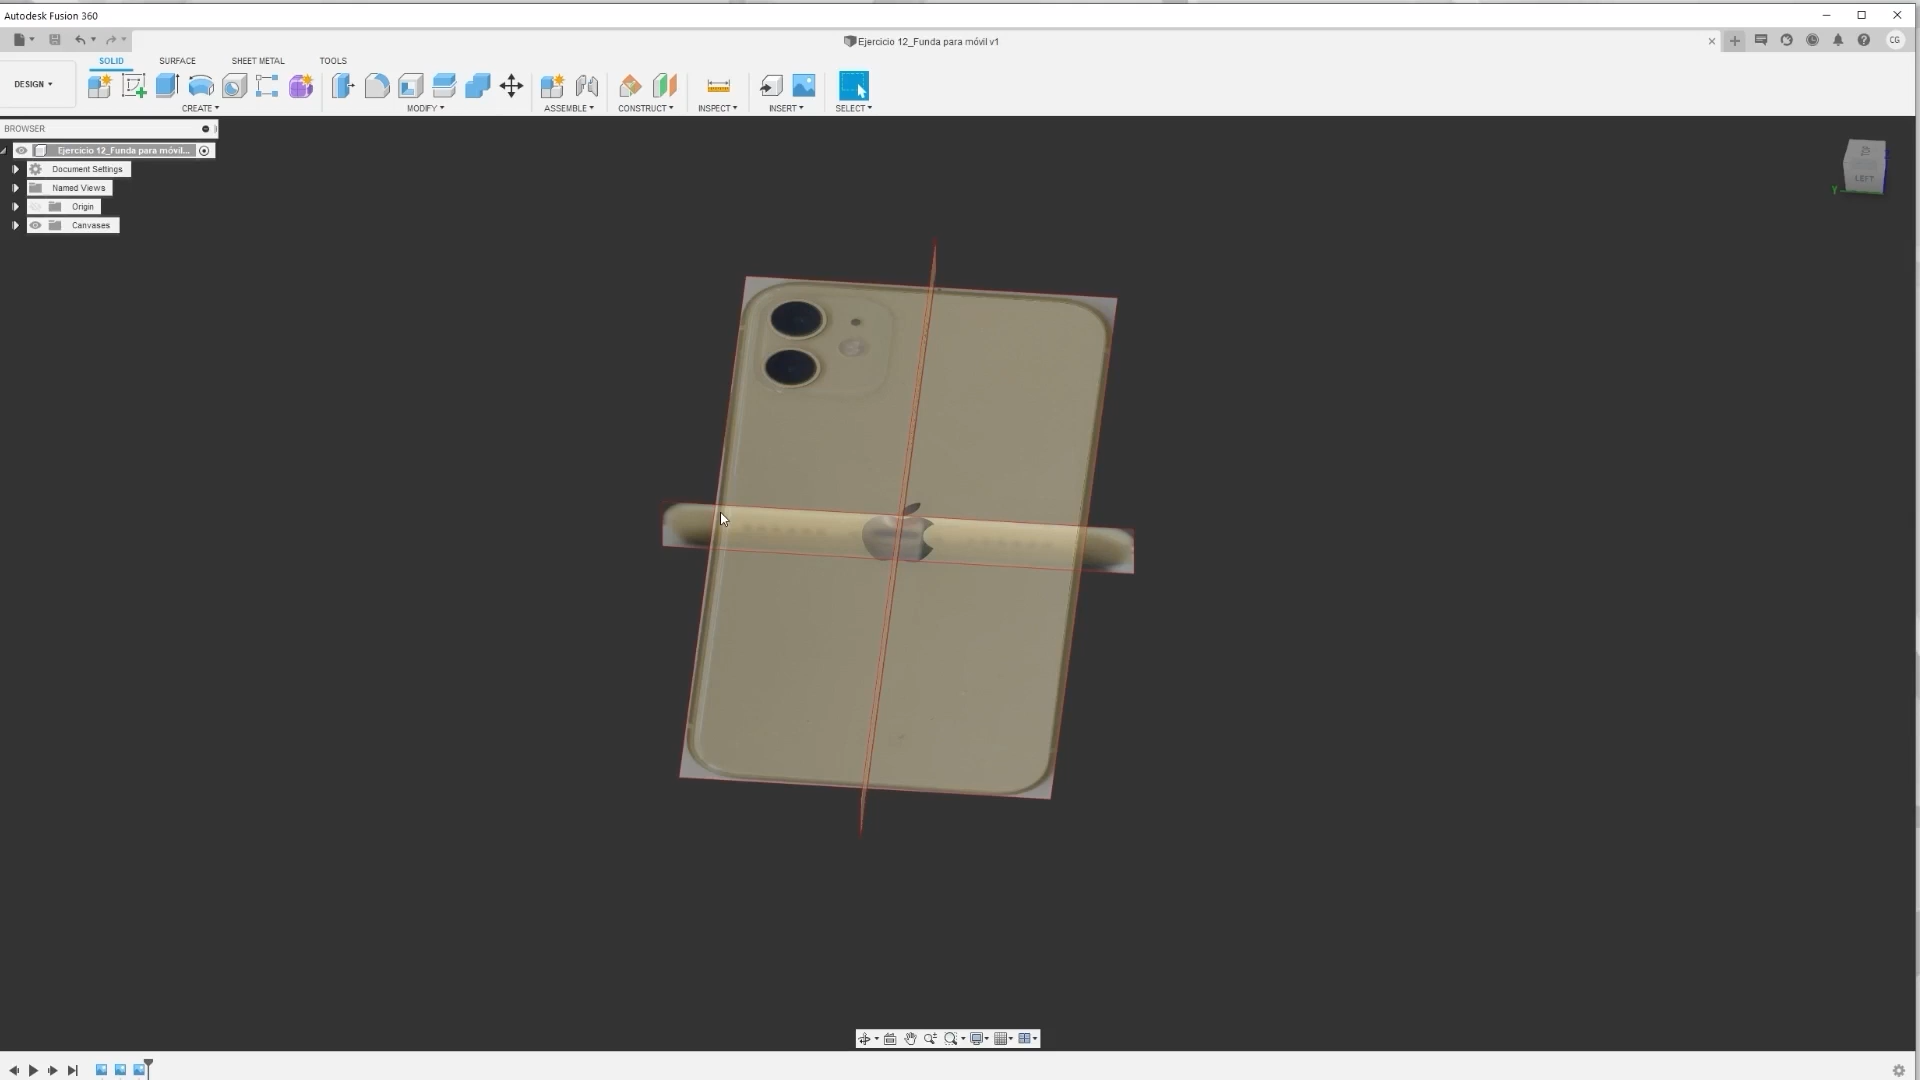 Autodesk Fusion 360
Ejercicio 12_Funda para móvil v1
CG
DESIGN
SOLID
SURFACE
SHEET METAL
TOOLS
CREATE
MODIFY
ASSEMBLE
CONSTRUCT
INSPECT
INSERT
SELECT
BROWSER
Ejercicio 12_Funda para móvil...
Document Settings
Named Views
Origin
Canvases
LEFT
Y